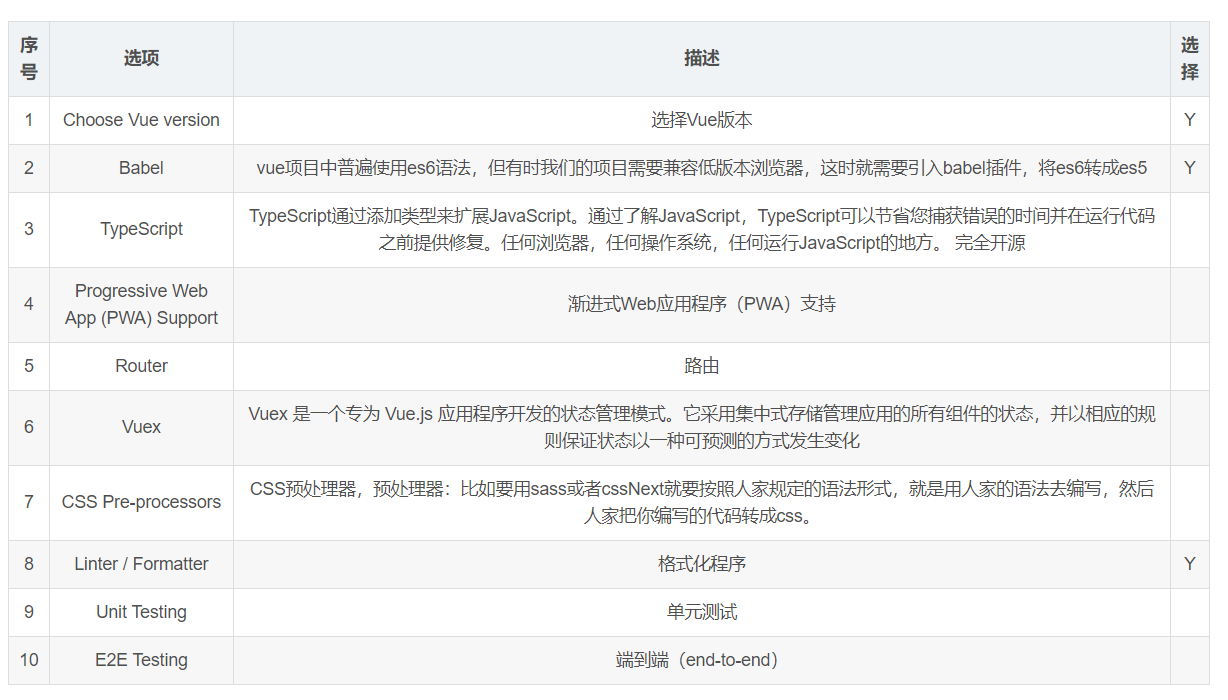 序号 选项 描述 选择
1 Choose Vue version 选择Vue版本 Y
2 Babel vue项目中普遍使用es6语法，但有时我们的项目需要兼容低版本浏览器，这时就需要引入babel插件，将es6转成es5 Y
3 TypeScript TypeScript通过添加类型来扩展JavaScript。通过了解JavaScript，TypeScript可以节省您捕获错误的时间并在运行代码
之前提供修复。任何浏览器，任何操作系统，任何运行JavaScript的地方。 完全开源
4 Progressive Web
App (PWA) Support 渐进式Web应用程序（PWA）支持
5 Router 路由
6 Vuex Vuex 是一个专为 Vue.js 应用程序开发的状态管理模式。它采用集中式存储管理应用的所有组件的状态，并以相应的规
则保证状态以一种可预测的方式发生变化
7 CSS Pre-processors CSS预处理器，预处理器：比如要用sass或者cssNext就要按照人家规定的语法形式，就是用人家的语法去编写，然后
人家把你编写的代码转成css。
8 Linter / Formatter 格式化程序 Y
9 Unit Testing 单元测试
10 E2E Testing 端到端（end-to-end）